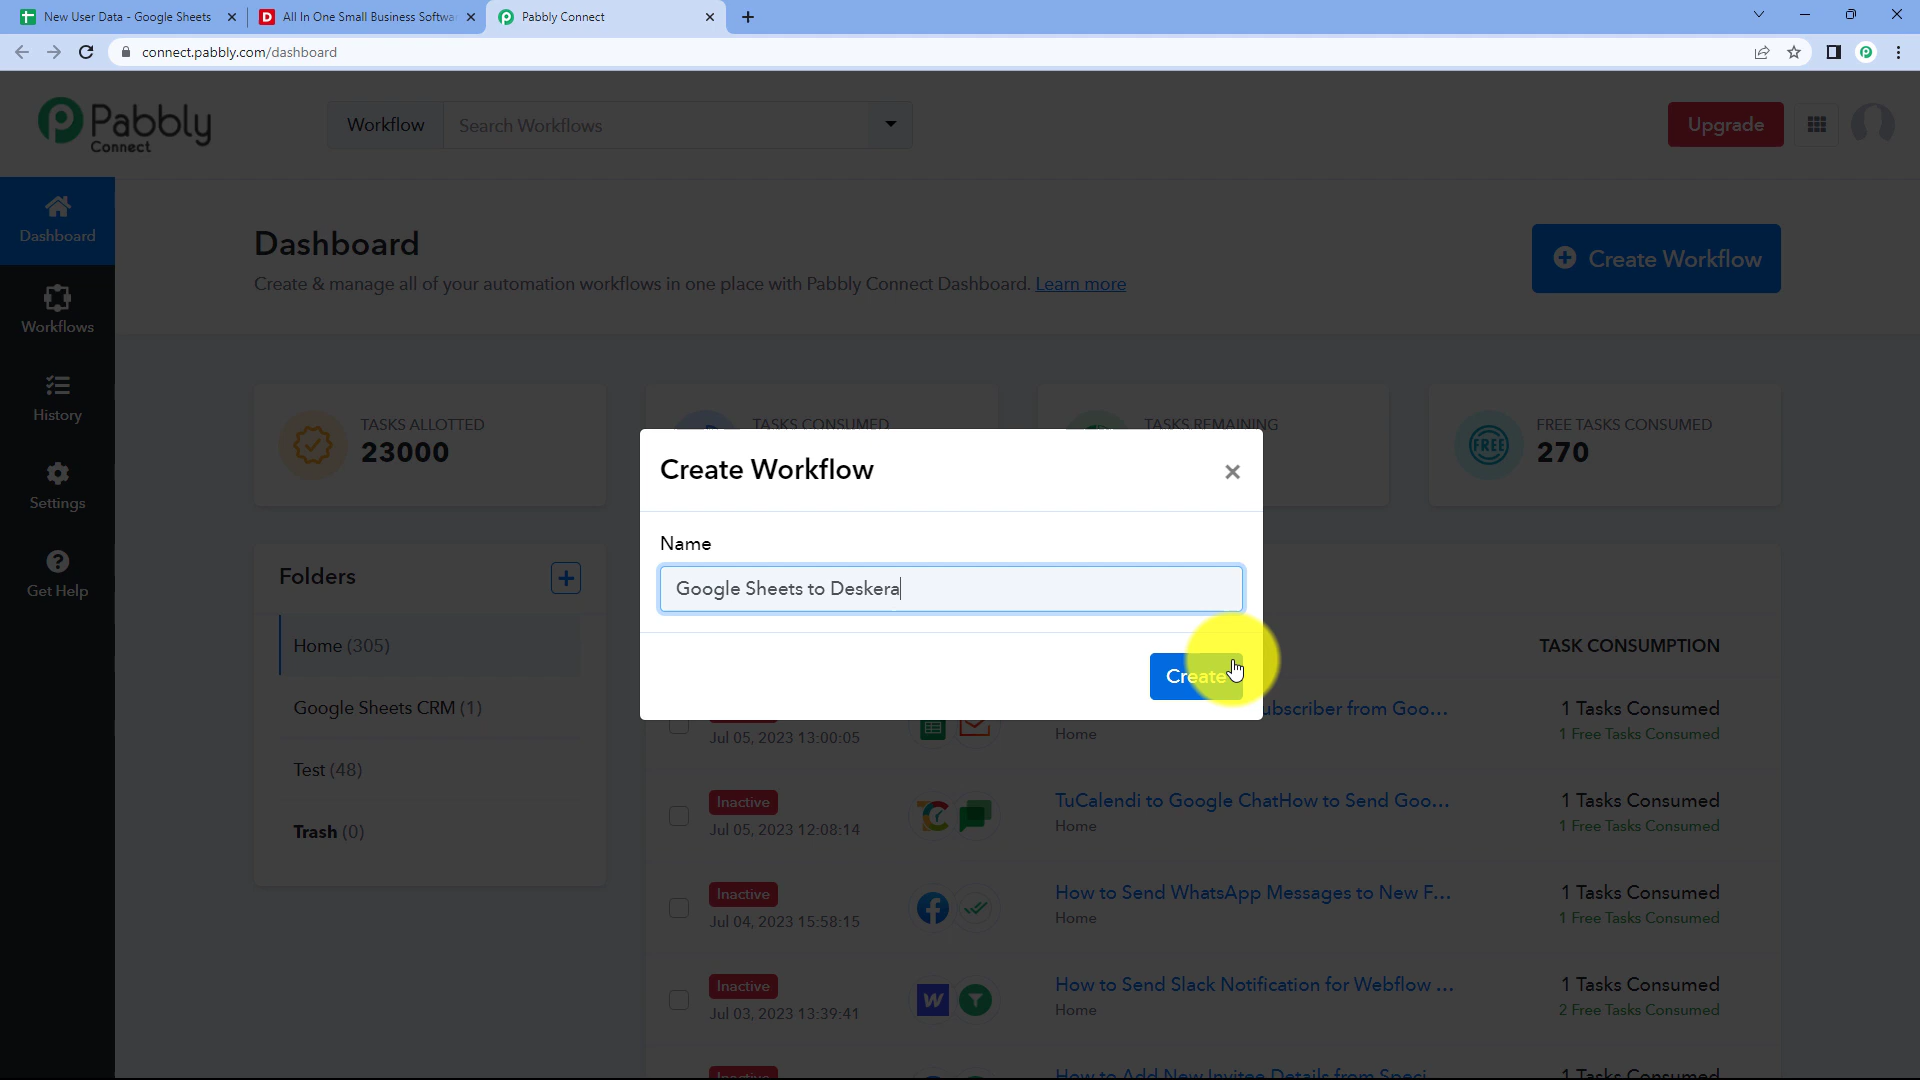 New User Data - Google Sheets
All In One Small Business Softwa
Pabbly Connect
connect.pabbly.com/dashboard
Pabbly
Connect
Workflow
Search Workflows
Upgrade
Dashboard
Workflows
History
Settings
Get Help
Dashboard
Create & manage all of your automation workflows in one place with Pabbly Connect Dashboard. Learn more
Create Workflow
TASKS ALLOTTED
23000
TASKS CONSUMED
TASKS REMAINING
FREE TASKS CONSUMED
FREE
270
Folders
Home (305)
Google Sheets CRM (1)
Test (48)
Trash (0)
Create Workflow
Name
Google Sheets to Deskera
Create
TASK CONSUMPTION
ubscriber from Goo...
1 Tasks Consumed
Jul 05, 2023 13:00:05
Home
1 Free Tasks Consumed
Inactive
TuCalendi to Google ChatHow to Send Goo...
1 Tasks Consumed
Jul 05, 2023 12:08:14
Home
1 Free Tasks Consumed
Inactive
How to Send WhatsApp Messages to New F...
1 Tasks Consumed
Jul 04, 2023 15:58:15
Home
1 Free Tasks Consumed
Inactive
How to Send Slack Notification for Webflow ...
1 Tasks Consumed
Jul 03, 2023 13:39:41
Home
2 Free Tasks Consumed
Inactive
How to Add New Invitee Details from Speci...
1 Tasks Consumed